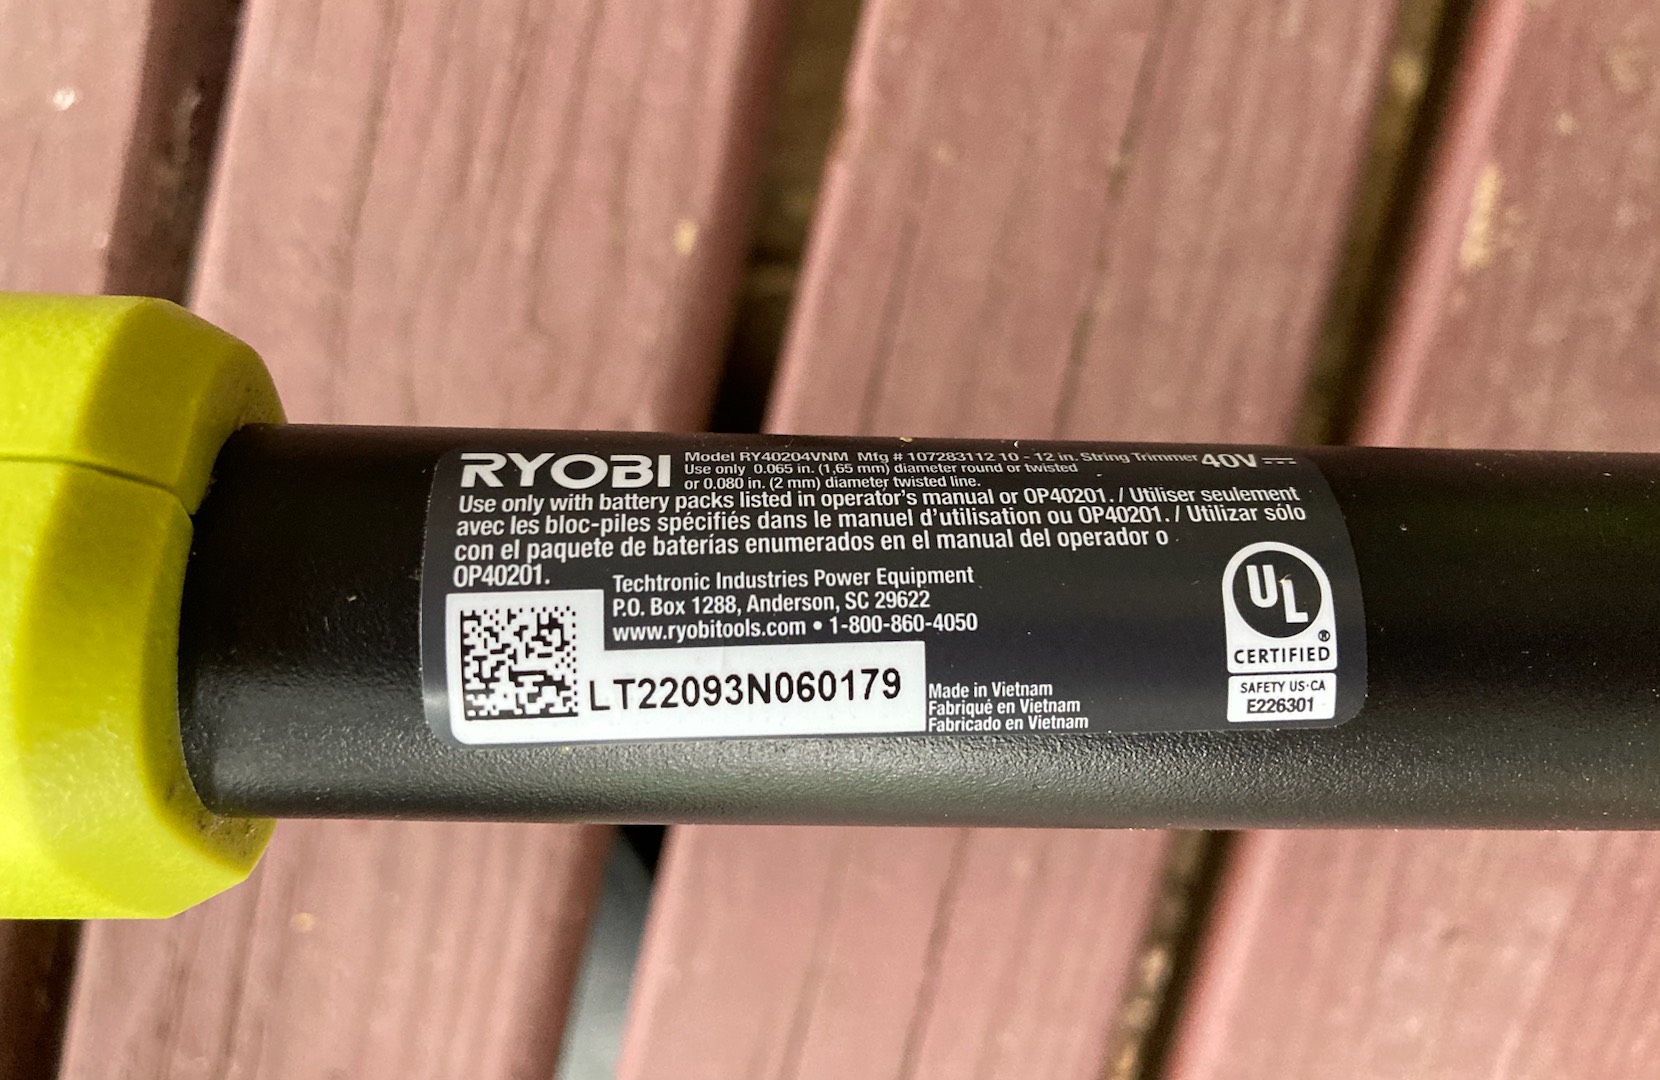 RYOBI
Model RY40204VNM Mfg # 107283112 10 - 12 in. String Trimmer 40V
Use only 0.065 in. (1,65 mm) diameter round or twisted
or 0.080 in. (2 mm) diameter twisted line.
Use only with battery packs listed in operator's manual or OP40201. / Utiliser seulement
avec les bloc-piles spécifiés dans le manuel d'utilisation ou OP40201. / Utilizar sólo
con el paquete de baterías enumerados en el manual del operador o
OP40201.
Techtronic Industries Power Equipment
P.O. Box 1288, Anderson, SC 29622
www.ryobitools.com • 1-800-860-4050
LT22093N060179
Made in Vietnam
Fabriqué en Vietnam
Fabricado en Vietnam
UL
®
CERTIFIED
SAFETY US·CA
E226301